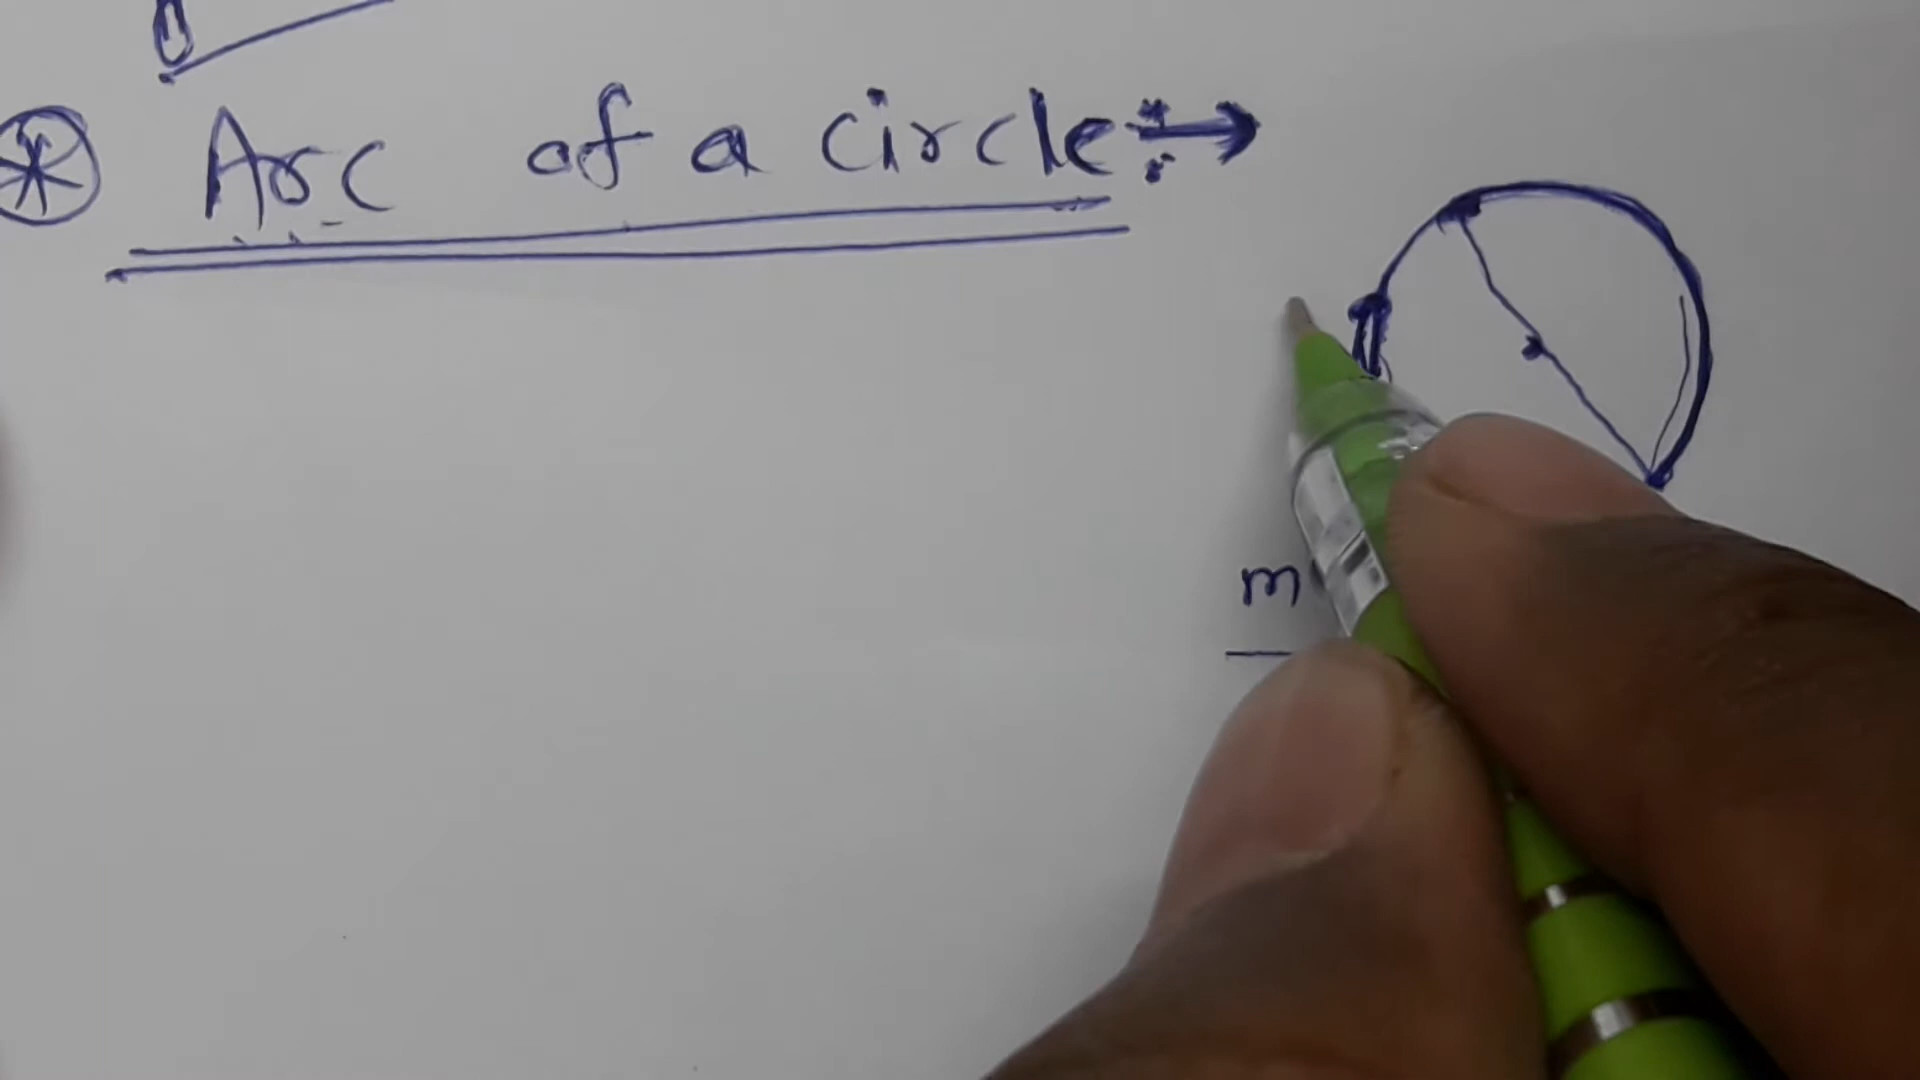 Arc of a circle:→
m